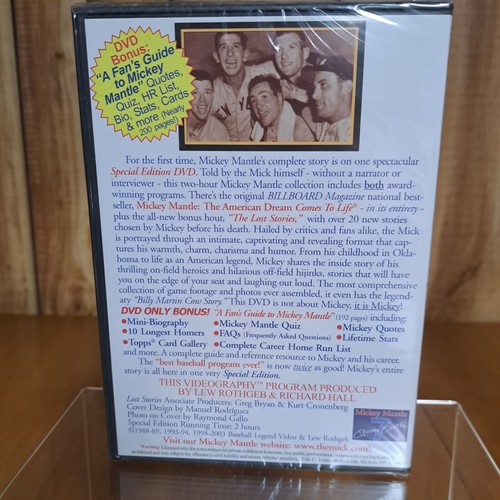 DVD
Bonus:
"A Fan's Guide
to Mickey
Mantle" Quotes,
Quiz, HR List,
Bio, Stats, Cards
& more (Nearly
200 pages!)
For the first time, Mickey Mantle's complete story is on one spectacular
Special Edition DVD. Told by the Mick himself - without a narrator or
interviewer - this two-hour Mickey Mantle collection includes both award-
winning programs. There's the original BILLBOARD Magazine national best-
seller, Mickey Mantle: The American Dream Comes To Life® - in its entirety -
plus the all-new bonus hour, "The Lost Stories," with over 20 new stories
chosen by Mickey before his death. Hailed by critics and fans alike, the Mick
is portrayed through an intimate, captivating and revealing format that cap-
tures his warmth, charm, charisma and humor. From his childhood in Okla-
homa to life as an American legend, Mickey shares the inside story of his
thrilling on-field heroics and hilarious off-field hijinks, stories that will have
you on the edge of your seat and laughing out loud. The most comprehensive
collection of game footage and photos ever assembled, it even has the legend-
ary "Billy Martin Cow Story." This DVD is not about Mickey, it is Mickey!
DVD ONLY BONUS! "A Fan's Guide to Mickey Mantle" (192 pages) including:
•Mini-Biography •Mickey Mantle Quiz •Mickey Quotes
•10 Longest Homers •FAQs (Frequently Asked Questions) •Lifetime Stats
•Topps™ Card Gallery •Complete Career Home Run List
and more. A complete guide and reference resource to Mickey and his career.
The "best baseball program ever!" is now twice as good! Mickey's entire
story is all here in one very Special Edition.
THIS VIDEOGRAPHY™ PROGRAM PRODUCED
BY LEW ROTHGEB & RICHARD HALL
Lost Stories Associate Producers: Greg Bryan & Kurt Cronenberg
Cover Design by Manuel Rodriguez
Photo on Cover by Raymond Gallo
Special Edition Running Time: 2 hours
©1988-89, 1993-94, 1998-2003 Baseball Legend Video & Lew Rothgeb
Visit our Mickey Mantle website: www.themick.com!
Mickey Mantle